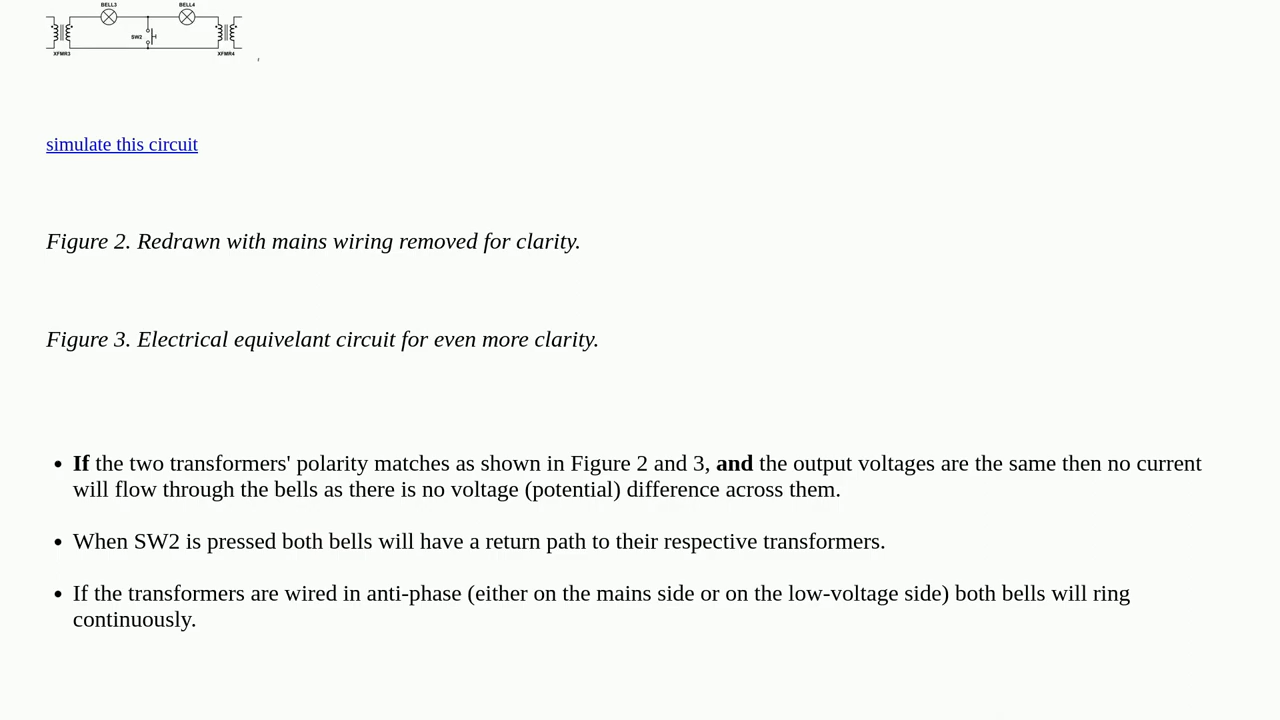 BELL3 BELL4
SW2
XFMR3 XFMR4
simulate this circuit
Figure 2. Redrawn with mains wiring removed for clarity.
Figure 3. Electrical equivelant circuit for even more clarity.
• If the two transformers' polarity matches as shown in Figure 2 and 3, and the output voltages are the same then no current
will flow through the bells as there is no voltage (potential) difference across them.
• When SW2 is pressed both bells will have a return path to their respective transformers.
• If the transformers are wired in anti-phase (either on the mains side or on the low-voltage side) both bells will ring
continuously.